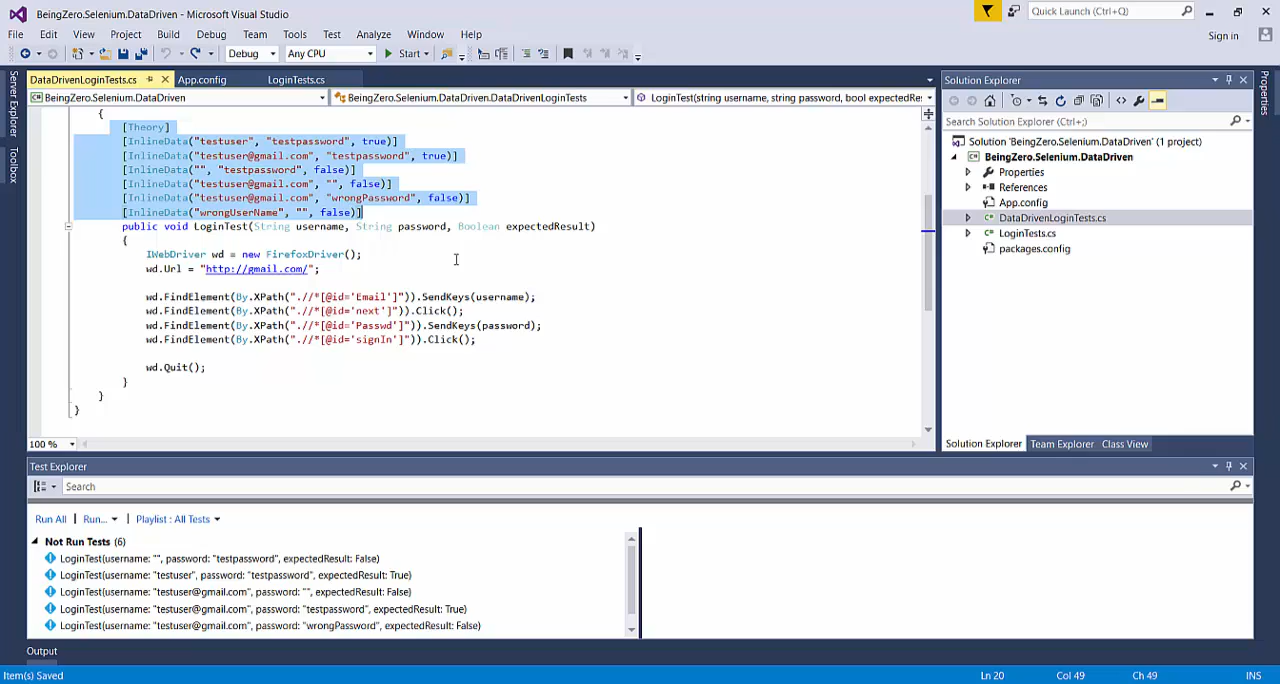 BeingZero.Selenium.DataDriven - Microsoft Visual Studio
Quick Launch (Ctrl+Q)
File Edit View Project Build Debug Team Tools Test Analyze Window Help
Sign in
Debug Any CPU Start
Server Explorer
Toolbox
DataDrivenLoginTests.cs App.config LoginTests.cs
BeingZero.Selenium.DataDriven BeingZero.Selenium.DataDriven.DataDrivenLoginTests LoginTest(string username, string password, bool expectedRes
{
[Theory]
[InlineData("testuser", "testpassword", true)]
[InlineData("testuser@gmail.com", "testpassword", true)]
[InlineData("", "testpassword", false)]
[InlineData("testuser@gmail.com", "", false)]
[InlineData("testuser@gmail.com", "wrongPassword", false)]
[InlineData("wrongUserName", "", false)]
public void LoginTest(String username, String password, Boolean expectedResult)
{
IWebDriver wd = new FirefoxDriver();
wd.Url = "http://gmail.com/";
wd.FindElement(By.XPath(".//*[@id='Email']")).SendKeys(username);
wd.FindElement(By.XPath(".//*[@id='next']")).Click();
wd.FindElement(By.XPath(".//*[@id='Passwd']")).SendKeys(password);
wd.FindElement(By.XPath(".//*[@id='signIn']")).Click();
wd.Quit();
}
}
}
100 %
Solution Explorer
Search Solution Explorer (Ctrl+;)
Solution 'BeingZero.Selenium.DataDriven' (1 project)
BeingZero.Selenium.DataDriven
Properties
References
App.config
DataDrivenLoginTests.cs
LoginTests.cs
packages.config
Solution Explorer Team Explorer Class View
Properties
Test Explorer
Search
Run All | Run... | Playlist : All Tests
Not Run Tests (6)
LoginTest(username: "", password: "testpassword", expectedResult: False)
LoginTest(username: "testuser", password: "testpassword", expectedResult: True)
LoginTest(username: "testuser@gmail.com", password: "", expectedResult: False)
LoginTest(username: "testuser@gmail.com", password: "testpassword", expectedResult: True)
LoginTest(username: "testuser@gmail.com", password: "wrongPassword", expectedResult: False)
Output
Item(s) Saved Ln 20 Col 49 Ch 49 INS